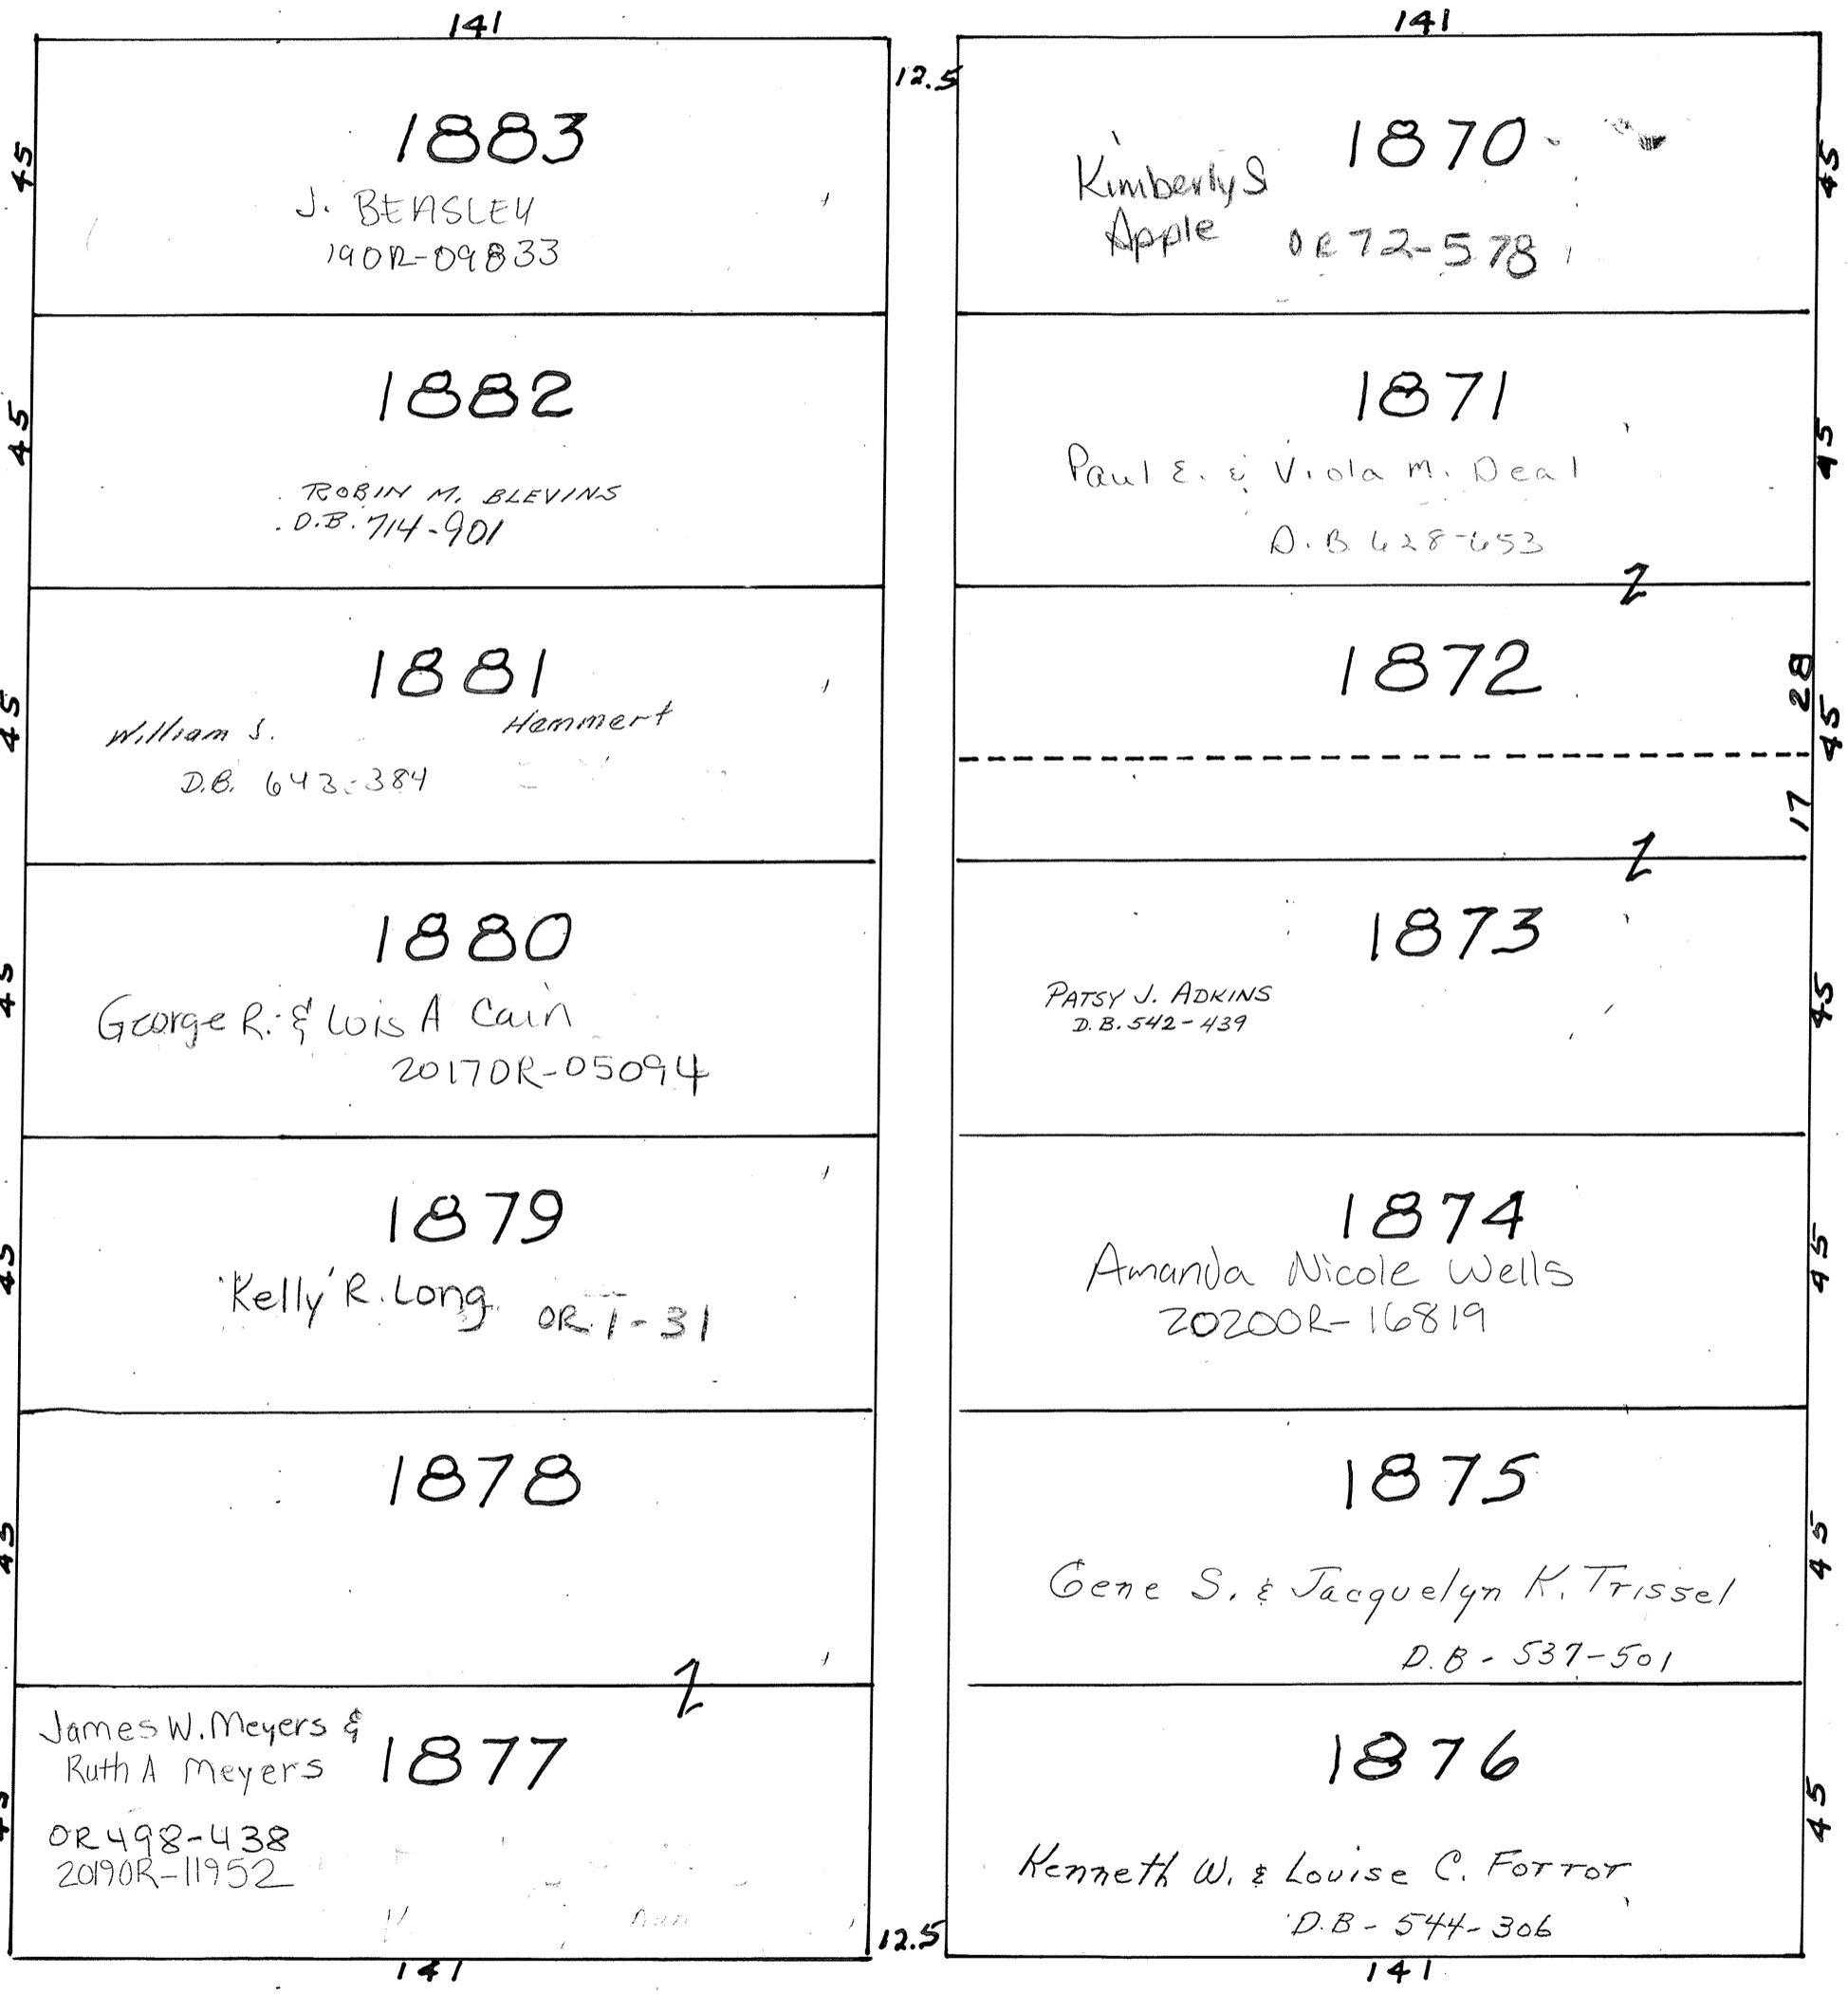 141
141
12.5
45
1883
J. BEASLEY
190R-09833
1870
Kimberly S
Apple
OR 72-578
45
45
1882
ROBIN M. BLEVINS
D.B. 714-901
1871
Paul E. & Viola M. Deal
D.B. 628-653
45
Z
45
1881
William S. Hammert
D.B. 643-384
1872
28
45
17
Z
45
1880
George R. & Lois A Cain
2017OR-05094
1873
PATSY J. ADKINS
D.B. 542-439
45
45
1879
Kelly R. Long OR 1-31
1874
Amanda Nicole Wells
2020OR-16819
45
45
1878
1875
Gene S. & Jacquelyn K. Trissel
D.B - 537-501
45
Z
45
James W. Meyers &
Ruth A Meyers
1877
OR 498-438
2019OR-11952
1876
Kenneth W. & Louise C. Forror
D.B - 544-306
45
12.5
141
141